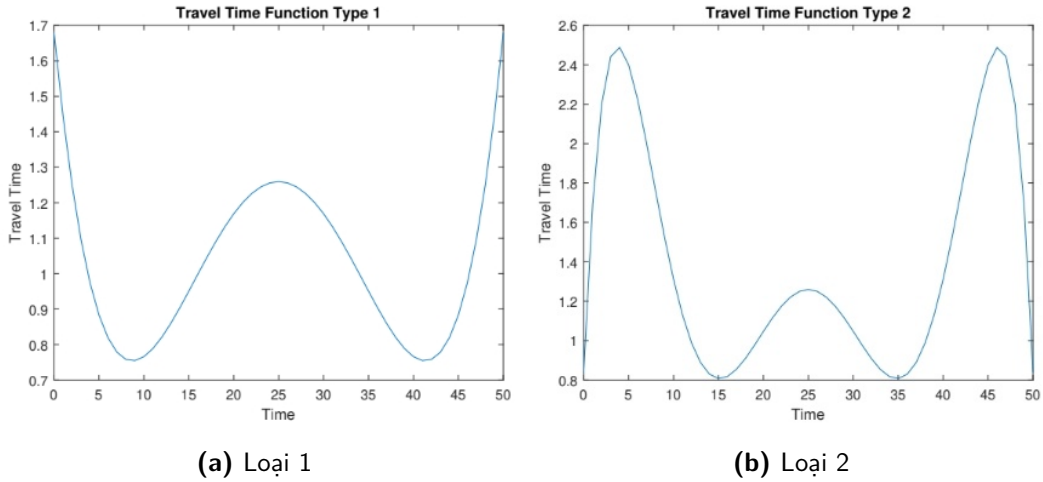 Travel Time Function Type 1
1.7
1.6
1.5
1.4
1.3
1.2
1.1
1
0.9
0.8
0.7
Travel Time
0 5 10 15 20 25 30 35 40 45 50
Time
(a) Loại 1
Travel Time Function Type 2
2.6
2.4
2.2
2
1.8
1.6
1.4
1.2
1
0.8
Travel Time
0 5 10 15 20 25 30 35 40 45 50
Time
(b) Loại 2